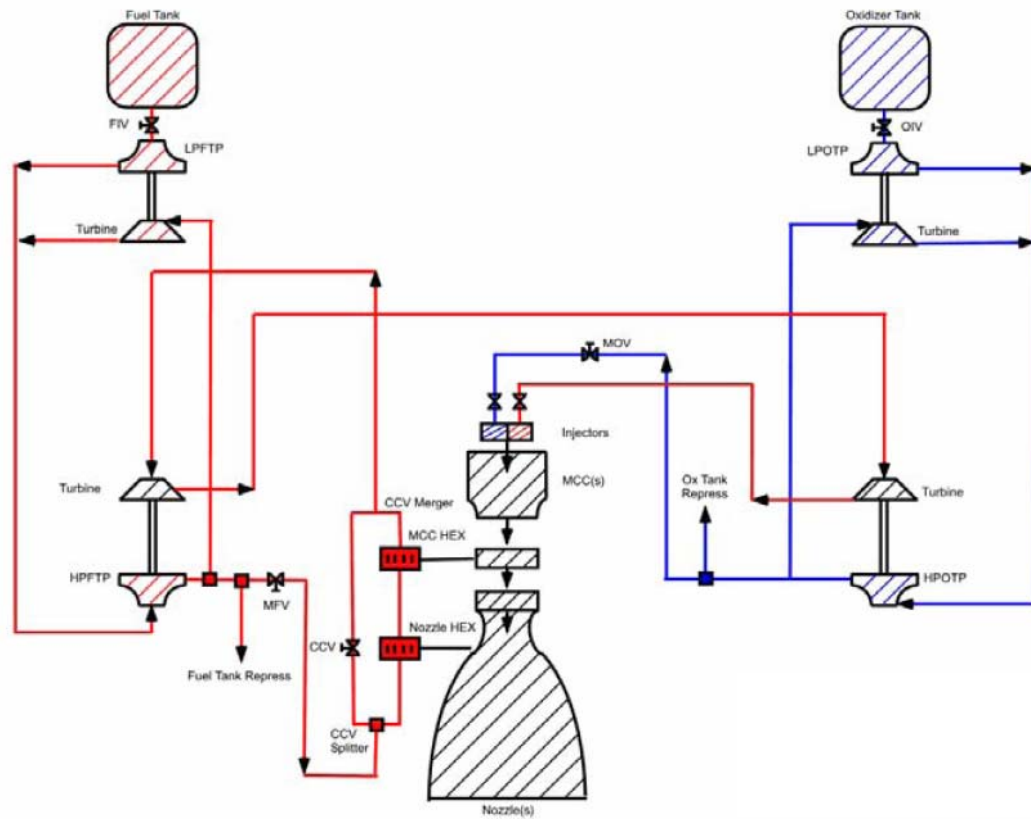 Fuel Tank
Oxidizer Tank
FIV
OIV
LPFTP
LPOTP
Turbine
Turbine
MOV
Injectors
MCC(s)
Ox Tank
Repress
Turbine
Turbine
CCV Merger
MCC HEX
HPFTP
HPOTP
MFV
Nozzle HEX
CCV
Fuel Tank Repress
CCV
Splitter
Nozzle(s)